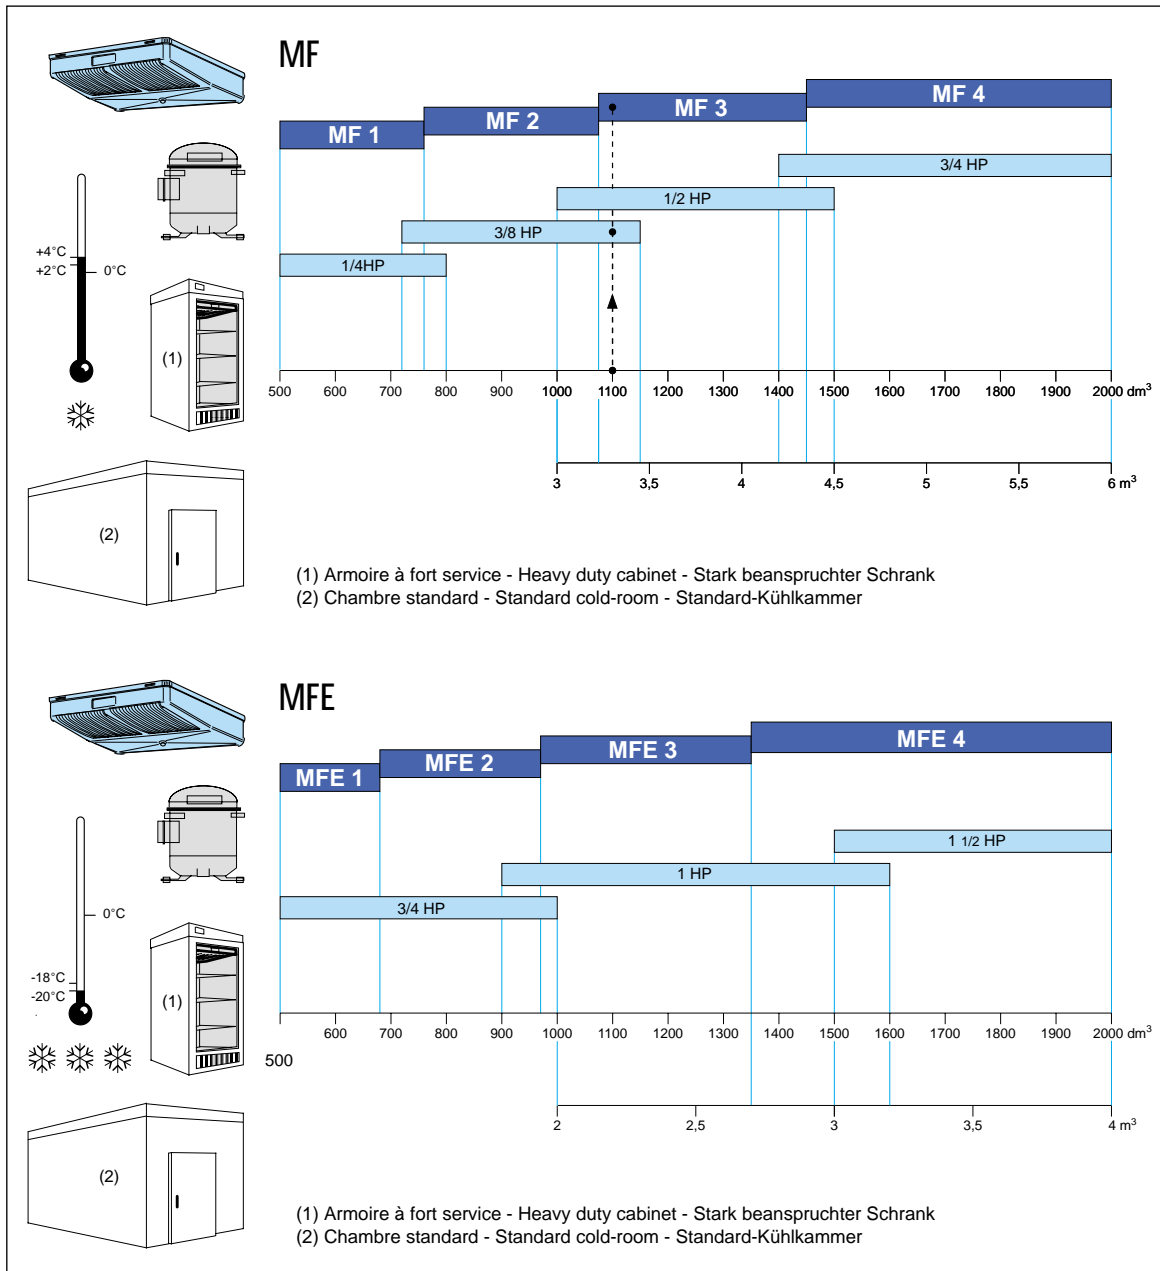 MF
MF 1
MF 2
MF 3
MF 4
3/4 HP
1/2 HP
3/8 HP
1/4HP
+4°C
+2°C
0°C
(1)
500 600 700 800 900 1000 1100 1200 1300 1400 1500 1600 1700 1800 1900 2000 dm³
3 3,5 4 4,5 5 5,5 6 m³
(2)
(1) Armoire à fort service - Heavy duty cabinet - Stark beanspruchter Schrank
(2) Chambre standard - Standard cold-room - Standard-Kühlkammer
MFE
MFE 1
MFE 2
MFE 3
MFE 4
1 1/2 HP
1 HP
3/4 HP
0°C
-18°C
-20°C
(1)
600 700 800 900 1000 1100 1200 1300 1400 1500 1600 1700 1800 1900 2000 dm³
500
2 2,5 3 3,5 4 m³
(2)
(1) Armoire à fort service - Heavy duty cabinet - Stark beanspruchter Schrank
(2) Chambre standard - Standard cold-room - Standard-Kühlkammer